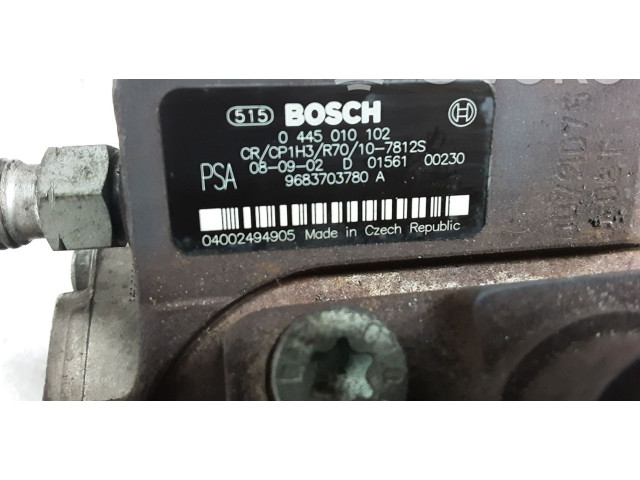 515 BOSCH
0 445 010 102
CR/CP1H3/R70/10-7812S
PSA 08-09-02 D 01561 00230
9683703780 A
04002494905 Made in Czech Republic